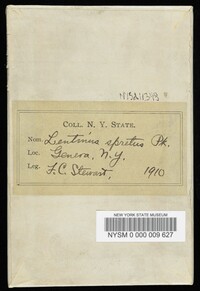 COLL. N. Y. STATE.
Nom. Lentinus spretus Pk.
Loc. Geneva, N.Y.
Leg. F. C. Stewart, 1910
NEW YORK STATE MUSEUM
NYSM 0 000 009 627